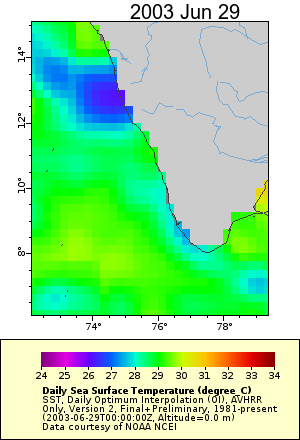 2003 Jun 29
14°
12°
10°
8°
74°
76°
78°
24 25 26 27 28 29 30 31 32 33 34
Daily Sea Surface Temperature (degree_C)
SST, Daily Optimum Interpolation (OI), AVHRR
Only, Version 2, Final+Preliminary, 1981-present
(2003-06-29T00:00:00Z, Altitude=0.0 m)
Data courtesy of NOAA NCEI